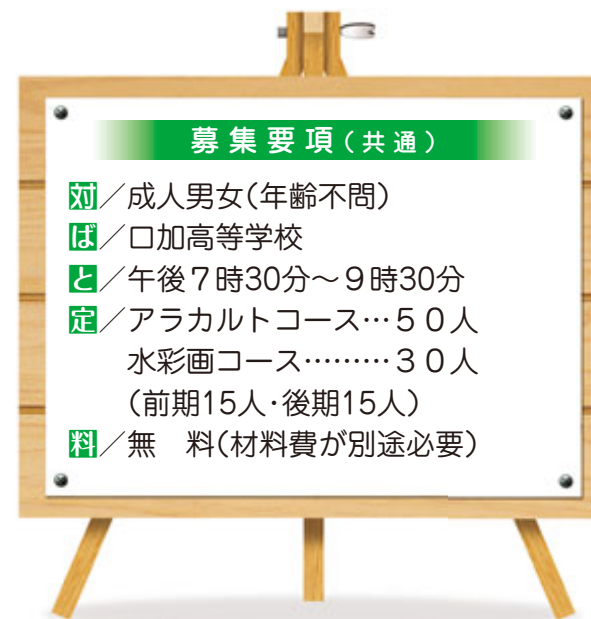 募集要項(共通)
対/成人男女(年齢不問)
ば/口加高等学校
と/午後7時30分～9時30分
定/アラカルトコース…50人
水彩画コース………30人
(前期15人・後期15人)
料/無　料(材料費が別途必要)